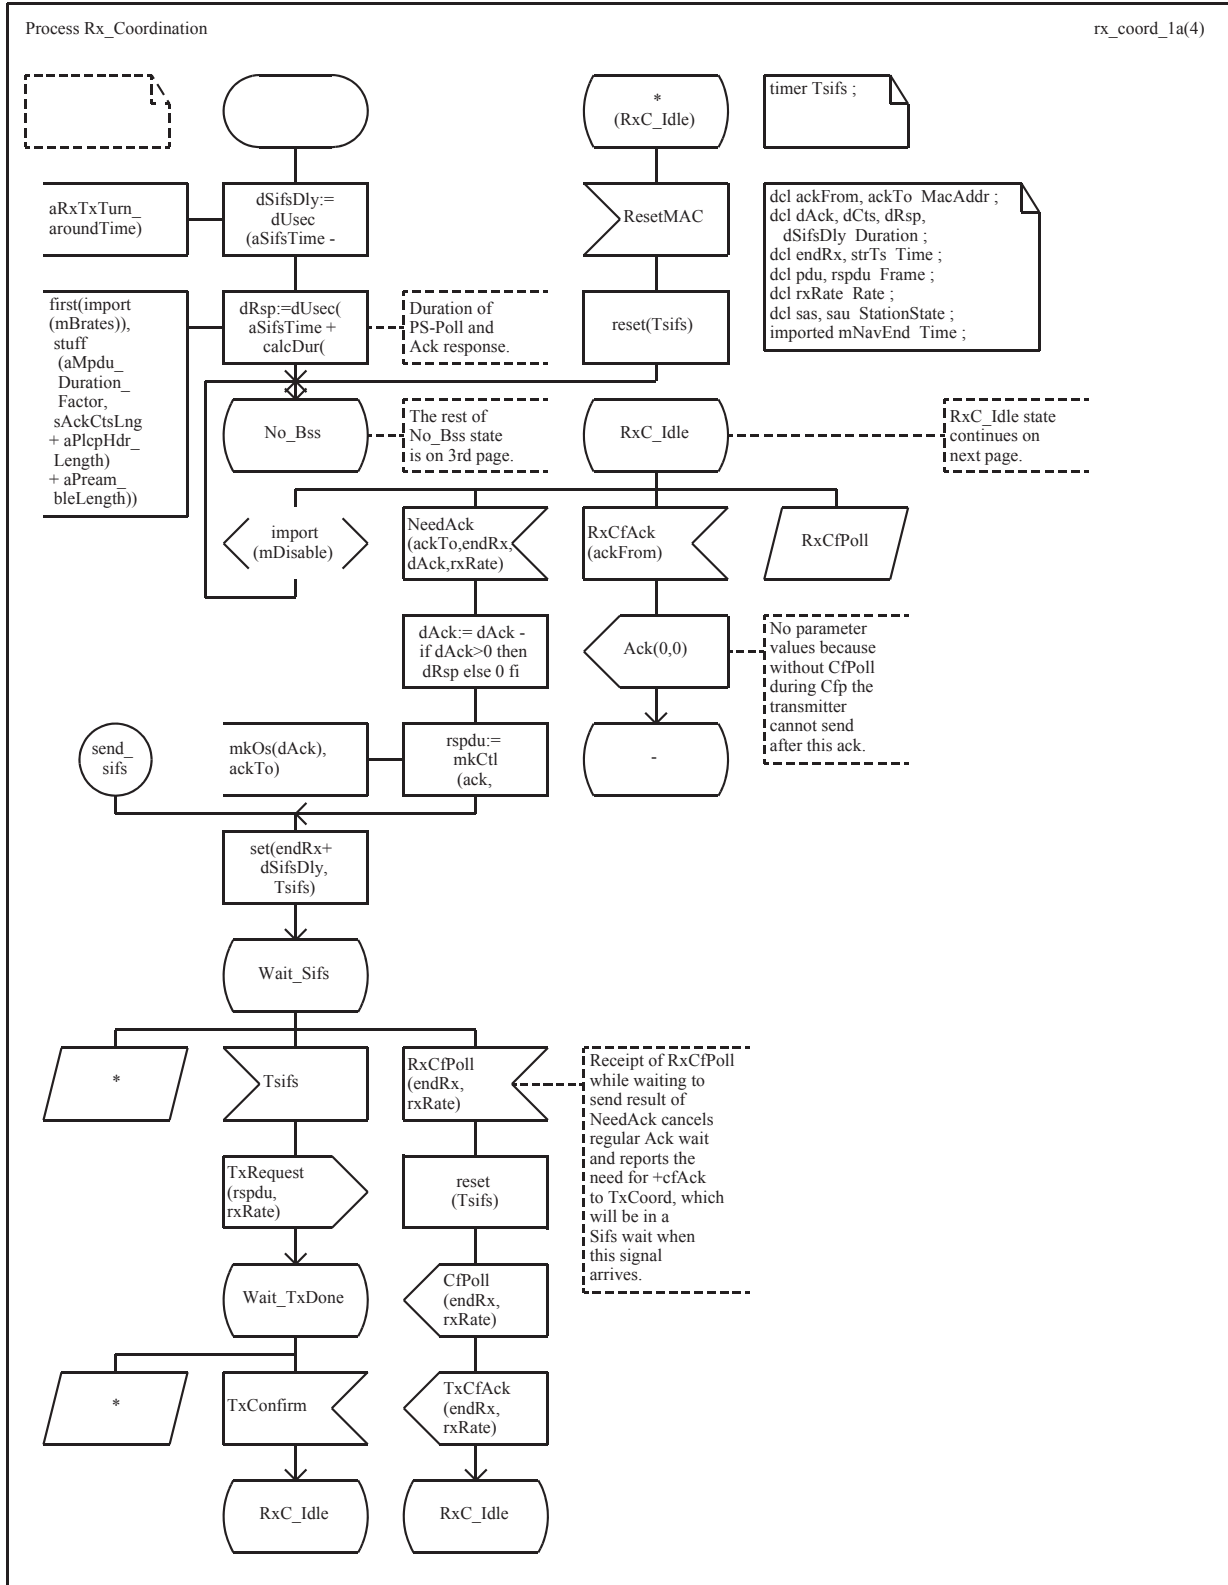 Process Rx_Coordination
rx_coord_1a(4)
*
(RxC_Idle)
timer Tsifs ;
aRxTxTurn_
aroundTime)
dSifsDly:=
dUsec
(aSifsTime -
ResetMAC
dcl ackFrom, ackTo  MacAddr ;
dcl dAck, dCts, dRsp,
dSifsDly  Duration ;
dcl endRx, strTs  Time ;
dcl pdu, rspdu  Frame ;
dcl rxRate  Rate ;
dcl sas, sau  StationState ;
imported mNavEnd  Time ;
first(import
(mBrates)),
stuff
(aMpdu_
Duration_
Factor,
sAckCtsLng
+ aPlcpHdr_
Length)
+ aPream_
bleLength))
dRsp:=dUsec(
aSifsTime +
calcDur(
Duration of
PS-Poll and
Ack response.
reset(Tsifs)
No_Bss
The rest of
No_Bss state
is on 3rd page.
RxC_Idle
RxC_Idle state
continues on
next page.
import
(mDisable)
NeedAck
(ackTo,endRx,
dAck,rxRate)
RxCfAck
(ackFrom)
RxCfPoll
dAck:= dAck -
if dAck>0 then
dRsp else 0 fi
Ack(0,0)
No parameter
values because
without CfPoll
during Cfp the
transmitter
cannot send
after this ack.
send_
sifs
mkOs(dAck),
ackTo)
rspdu:=
mkCtl
(ack,
-
set(endRx+
dSifsDly,
Tsifs)
Wait_Sifs
*
Tsifs
RxCfPoll
(endRx,
rxRate)
Receipt of RxCfPoll
while waiting to
send result of
NeedAck cancels
regular Ack wait
and reports the
need for +cfAck
to TxCoord, which
will be in a
Sifs wait when
this signal
arrives.
TxRequest
(rspdu,
rxRate)
reset
(Tsifs)
Wait_TxDone
CfPoll
(endRx,
rxRate)
*
TxConfirm
TxCfAck
(endRx,
rxRate)
RxC_Idle
RxC_Idle